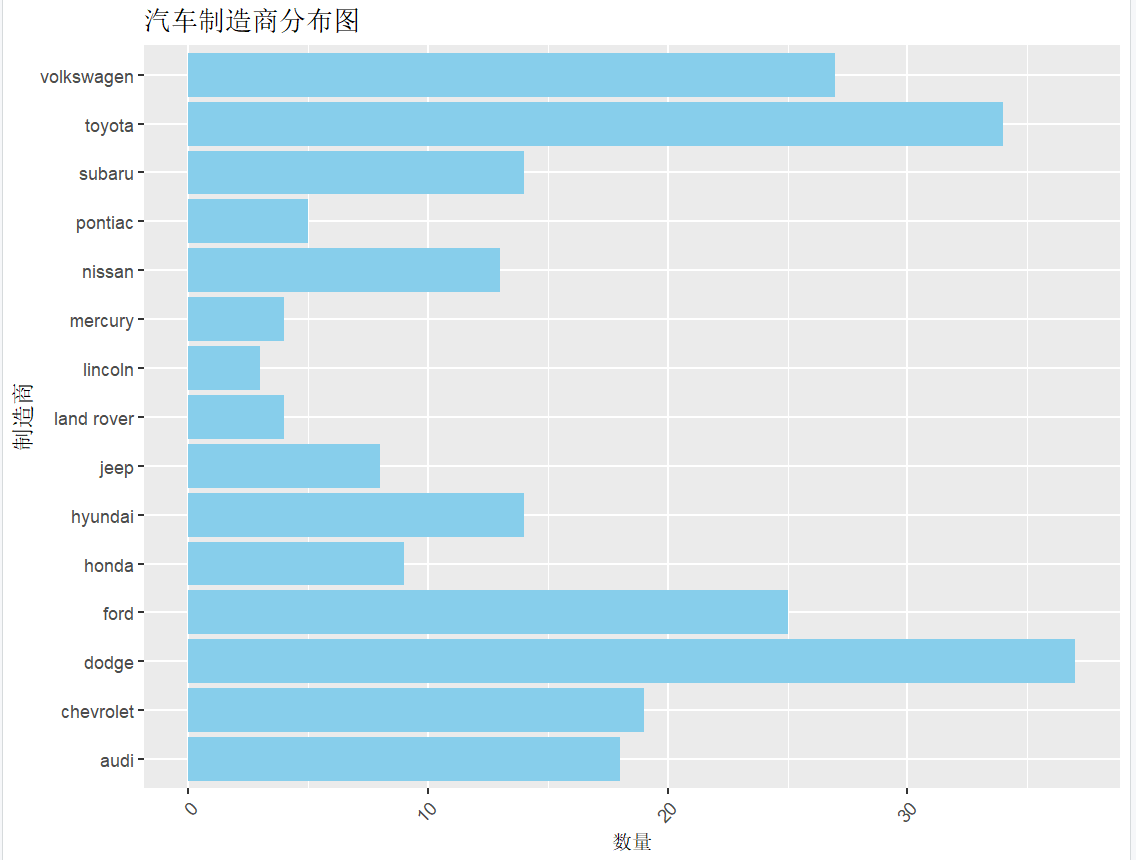 汽车制造商分布图
volkswagen
toyota
subaru
pontiac
nissan
mercury
lincoln
land rover
jeep
hyundai
honda
ford
dodge
chevrolet
audi
制造商
0
10
20
30
数量